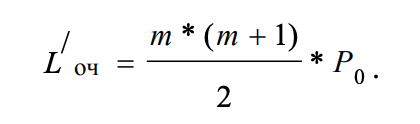 L/оч = m * (m + 1) / 2 * P0 .